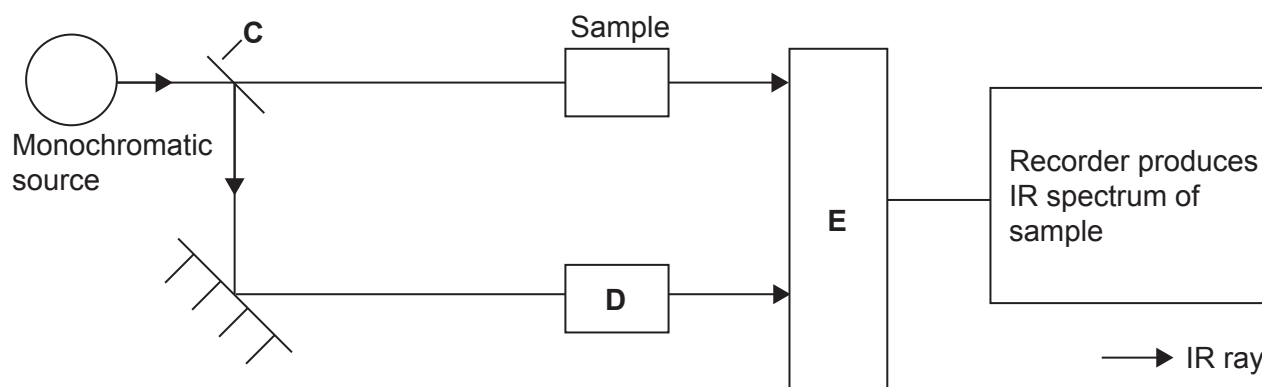 C
Sample
Monochromatic
source
Recorder produces
IR spectrum of
sample
E
D
IR ray